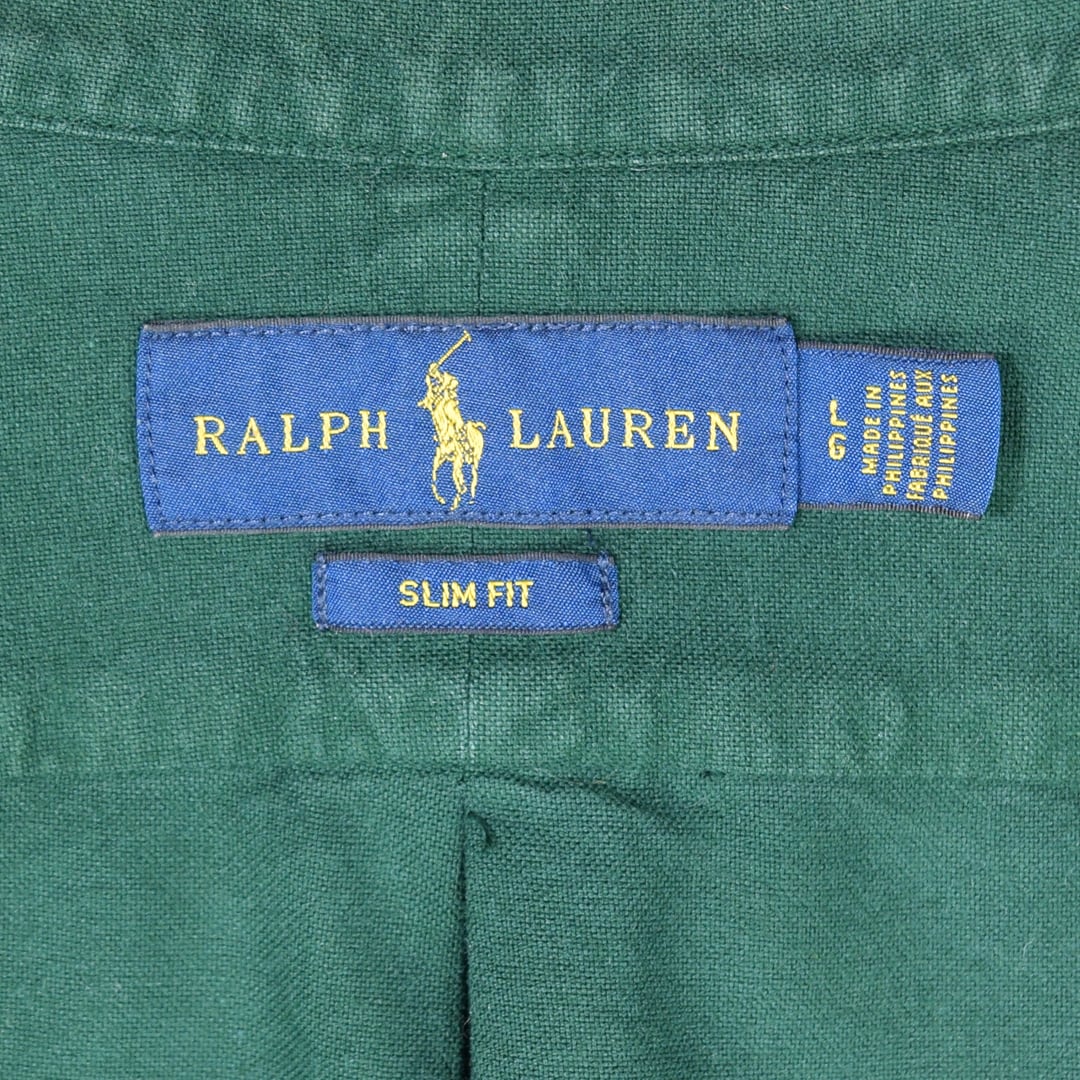 RALPH LAUREN
L
G
MADE IN
PHILIPPINES
FABRIQUÉ AUX
PHILIPPINES
SLIM FIT